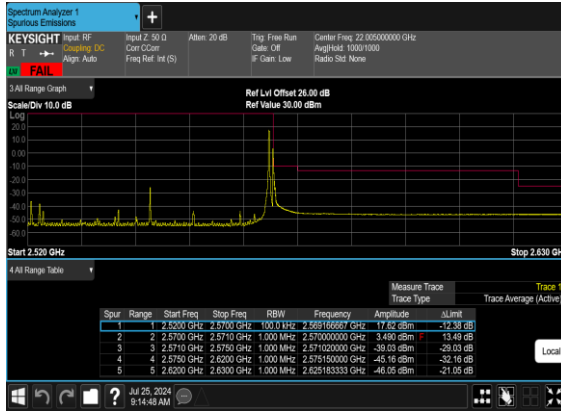 Spectrum Analyzer 1
Spurious Emissions
+
KEYSIGHT Input: RF Input Z: 50 Ω Atten: 20 dB Trig: Free Run Center Freq: 22.005000000 GHz
R T Coupling: DC Corr CCorr Gate: Off Avg|Hold: 1000/1000
Align: Auto Freq Ref: Int (S) IF Gain: Low Radio Std: None
LV FAIL
3 All Range Graph
Ref Lvl Offset 26.00 dB
Scale/Div 10.0 dB Ref Value 30.00 dBm
Log
20.0
10.0
0.00
-10.0
-20.0
-30.0
-40.0
-50.0
-60.0
Start 2.520 GHz Stop 2.630 GH
4 All Range Table
Measure Trace Trace 1
Trace Type Trace Average (Active)
Spur Range Start Freq Stop Freq RBW Frequency Amplitude ΔLimit
1 1 2.5200 GHz 2.5700 GHz 100.0 kHz 2.569166667 GHz 17.62 dBm -12.38 dB
2 2 2.5700 GHz 2.5710 GHz 1.000 MHz 2.570000000 GHz 3.490 dBm F 13.49 dB
3 3 2.5710 GHz 2.5750 GHz 1.000 MHz 2.571020000 GHz -39.03 dBm -29.03 dB
4 4 2.5750 GHz 2.6200 GHz 1.000 MHz 2.575150000 GHz -45.16 dBm -32.16 dB
5 5 2.6200 GHz 2.6300 GHz 1.000 MHz 2.625183333 GHz -46.05 dBm -21.05 dB
Local
? Jul 25, 2024
9:14:48 AM